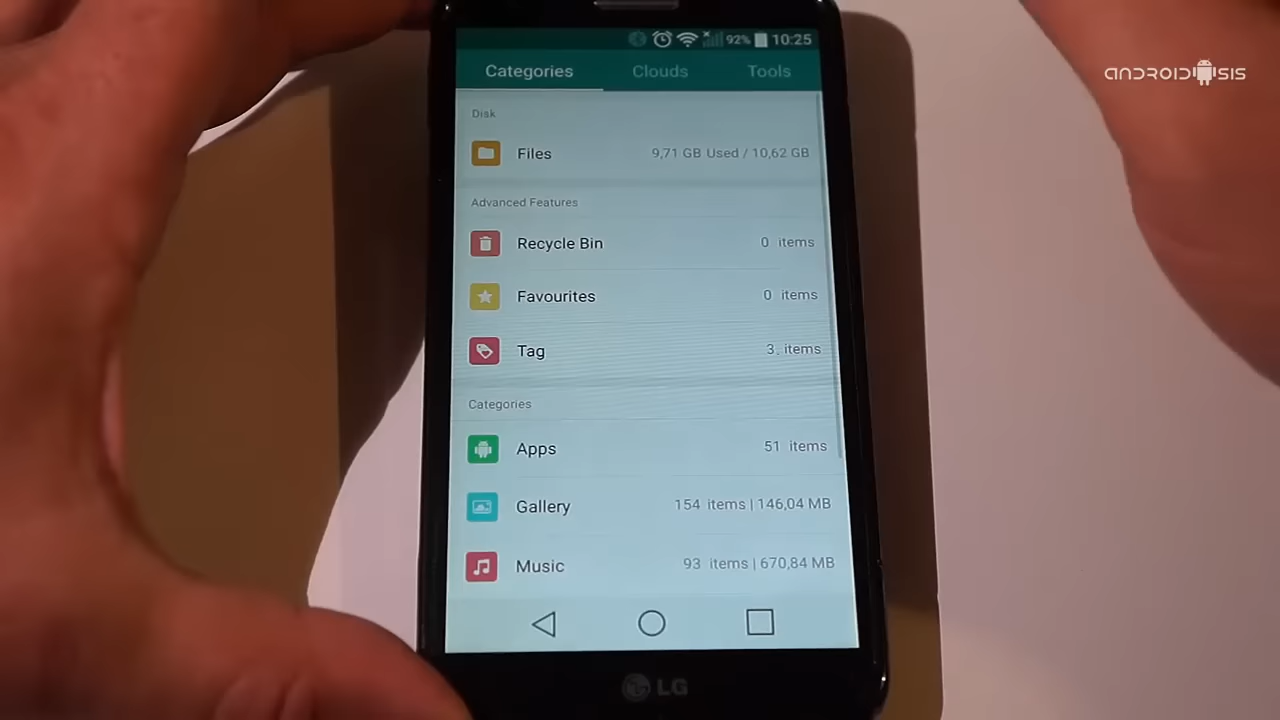 92% 10:25
Categories Clouds Tools
ANDROIDSIS
Disk
Files 9,71 GB Used / 10,62 GB
Advanced Features
Recycle Bin 0 items
Favourites 0 items
Tag 3. items
Categories
Apps 51 items
Gallery 154 items | 146,04 MB
Music 93 items | 670,84 MB
LG